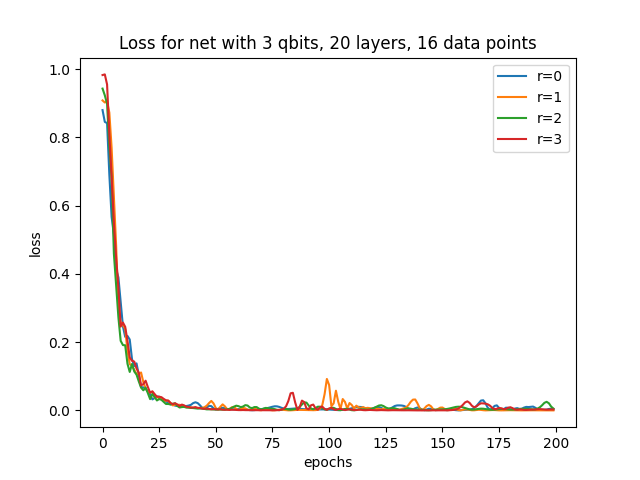 Loss for net with 3 qbits, 20 layers, 16 data points
1.0
0.8
0.6
0.4
0.2
0.0
loss
r=0
r=1
r=2
r=3
0 25 50 75 100 125 150 175 200
epochs